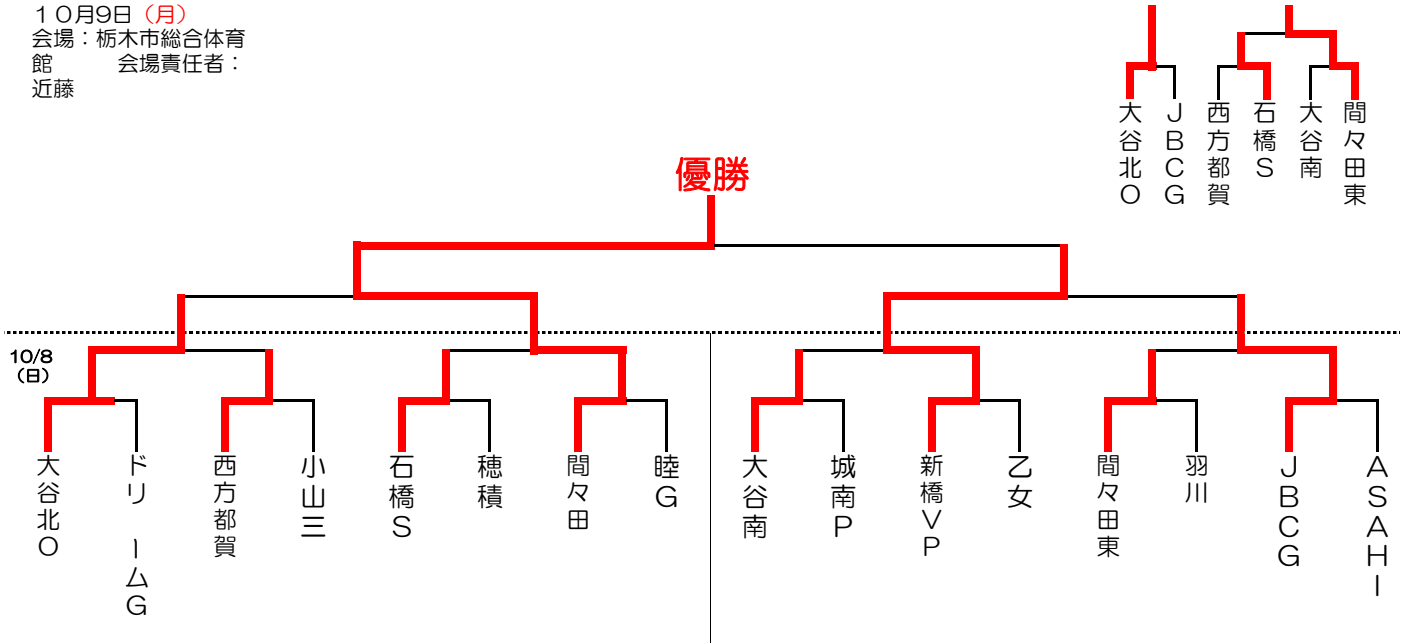 １０月9日（月）
会場：栃木市総合体育
館　　　会場責任者：
近藤
大谷北Ｏ
ＪＢＣＧ
西方都賀
石橋Ｓ
大谷南
間々田東
優勝
10/8
（日）
大谷北Ｏ
ドリームＧ
西方都賀
小山三
石橋Ｓ
穂積
間々田
睦Ｇ
大谷南
城南Ｐ
新橋ＶＰ
乙女
間々田東
羽川
ＪＢＣＧ
ＡＳＡＨＩ